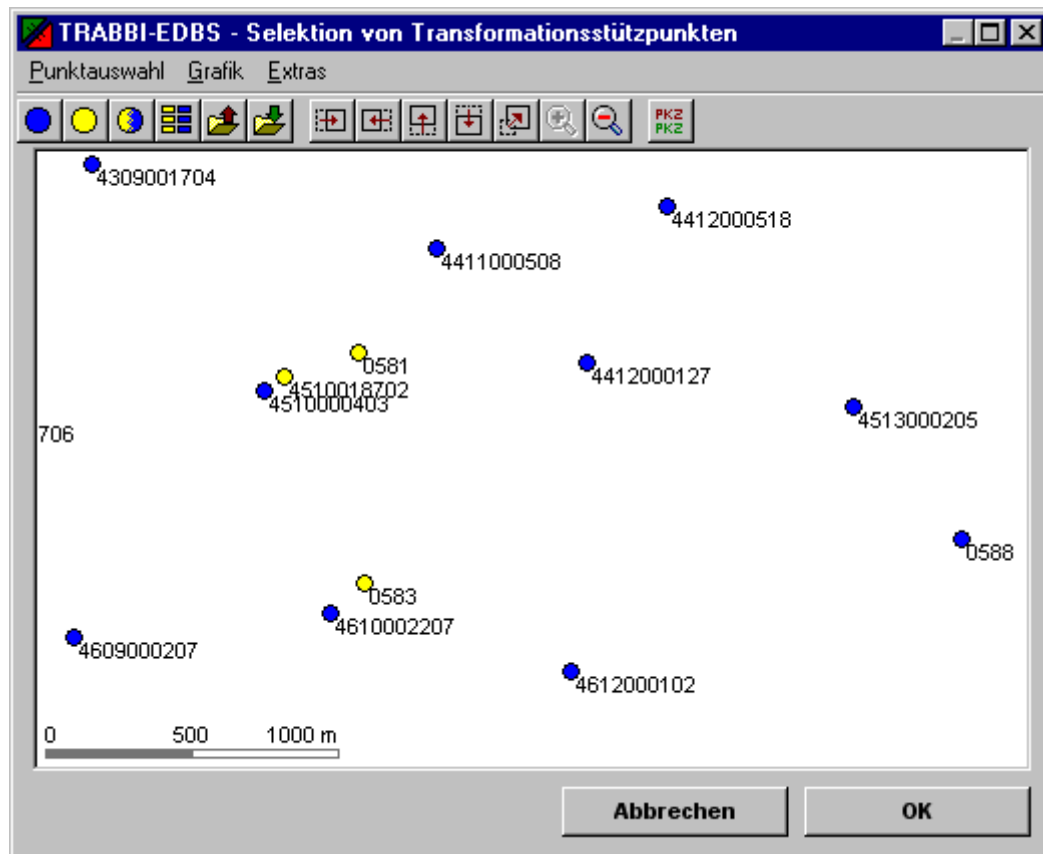 TRABBI-EDBS - Selektion von Transformationsstützpunkten
Punktauswahl Grafik Extras
PKZ
PKZ
4309001704
4412000518
4411000508
0581
4412000127
4510018702
4510000403
4513000205
706
0588
0583
4610002207
4609000207
4612000102
0 500 1000 m
Abbrechen OK